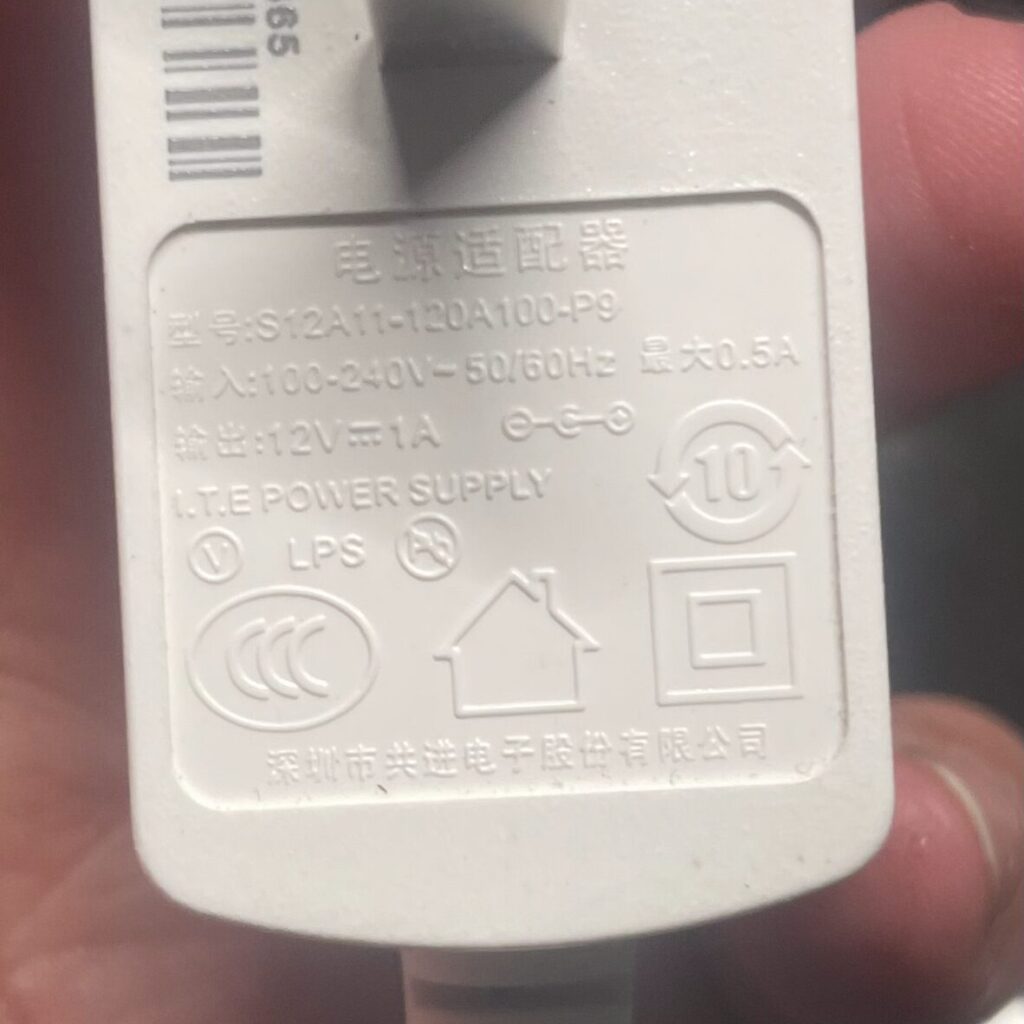 65
电源适配器
型号:S12A11-120A100-P9
输入:100-240V~50/60Hz 最大0.5A
输出:12V⎓1A
I.T.E POWER SUPPLY
10
V LPS
CCC
深圳市共进电子股份有限公司